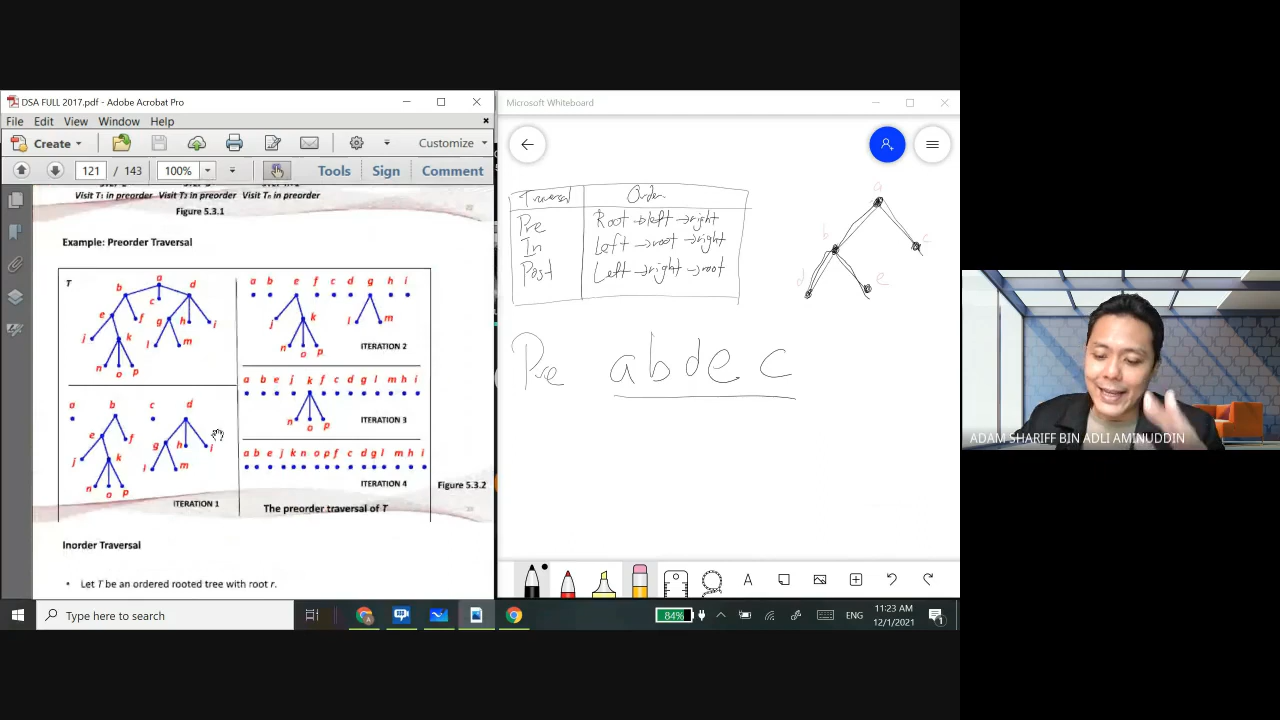 DSA FULL 2017.pdf - Adobe Acrobat Pro
File Edit View Window Help
Create Customize
121 / 143 100% Tools Sign Comment
Visit T1 in preorder Visit T2 in preorder Visit Tn in preorder
Figure 5.3.1
Example: Preorder Traversal
T
a
b d
c
e f g h i
j k l m
n o p
a b c d
e f g h i
j k l m
n o p
ITERATION 1
a b e f c d g h i
j k l m
n o p
ITERATION 2
a b e j k f c d g l m h i
n o p
ITERATION 3
a b e j k n o p f c d g l m h i
ITERATION 4
The preorder traversal of T
Figure 5.3.2
Inorder Traversal
• Let T be an ordered rooted tree with root r.
Microsoft Whiteboard
Traversal Order
Pre Root → left → right
In Left → root → right
Post Left → right → root
a
b c
d e
Pre a b d e c
A
ADAM SHARIFF BIN ADLI AMINUDDIN
Type here to search
84%
ENG
11:23 AM
12/1/2021
1